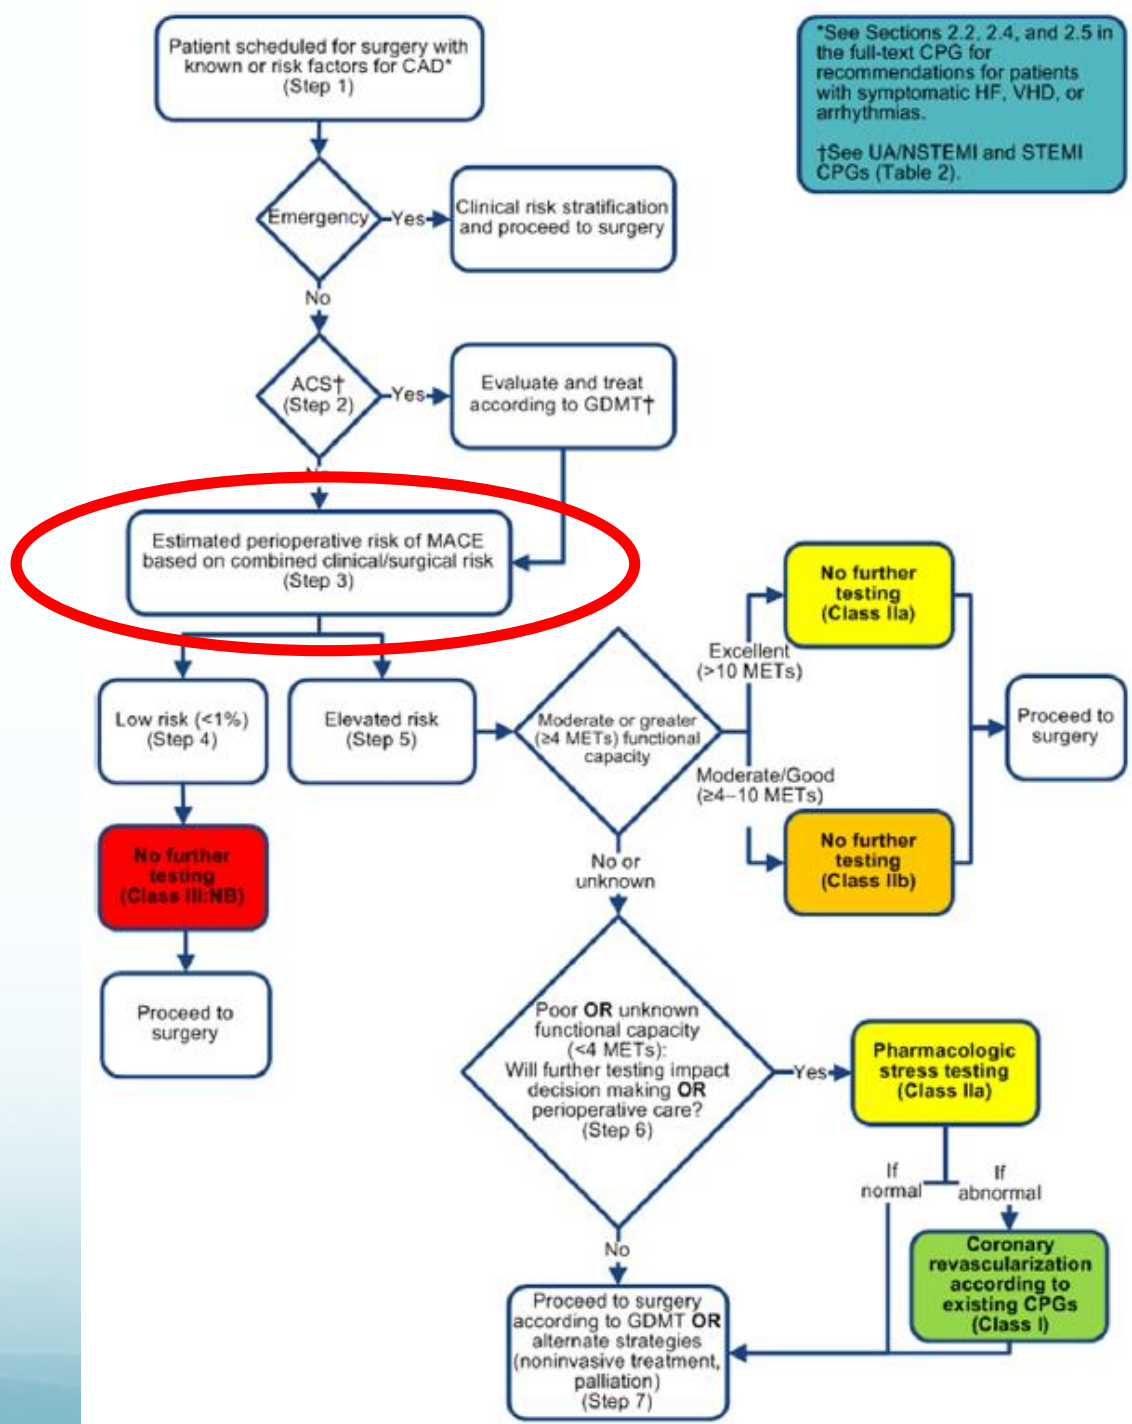 Patient scheduled for surgery with
known or risk factors for CAD*
(Step 1)
*See Sections 2.2, 2.4, and 2.5 in
the full-text CPG for
recommendations for patients
with symptomatic HF, VHD, or
arrhythmias.
†See UA/NSTEMI and STEMI
CPGs (Table 2).
Emergency
Yes
Clinical risk stratification
and proceed to surgery
No
ACS†
(Step 2)
Yes
Evaluate and treat
according to GDMT†
Estimated perioperative risk of MACE
based on combined clinical/surgical risk
(Step 3)
Low risk (<1%)
(Step 4)
Elevated risk
(Step 5)
Moderate or greater
(≥4 METs) functional
capacity
Excellent
(>10 METs)
No further
testing
(Class IIa)
Moderate/Good
(≥4–10 METs)
No further
testing
(Class IIb)
Proceed to
surgery
No further
testing
(Class III:NB)
Proceed to
surgery
No or
unknown
Poor OR unknown
functional capacity
(<4 METs):
Will further testing impact
decision making OR
perioperative care?
(Step 6)
Yes
Pharmacologic
stress testing
(Class IIa)
If
normal
If
abnormal
Coronary
revascularization
according to
existing CPGs
(Class I)
No
Proceed to surgery
according to GDMT OR
alternate strategies
(noninvasive treatment,
palliation)
(Step 7)